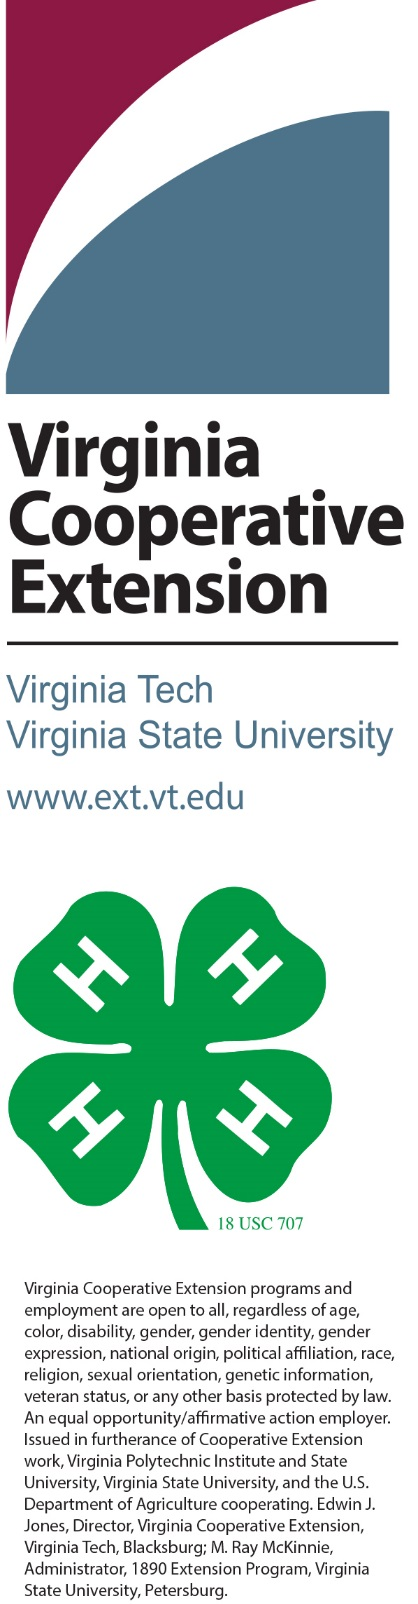 Virginia
Cooperative
Extension
Virginia Tech
Virginia State University
www.ext.vt.edu
H H
H H
18 USC 707
Virginia Cooperative Extension programs and
employment are open to all, regardless of age,
color, disability, gender, gender identity, gender
expression, national origin, political affiliation, race,
religion, sexual orientation, genetic information,
veteran status, or any other basis protected by law.
An equal opportunity/affirmative action employer.
Issued in furtherance of Cooperative Extension
work, Virginia Polytechnic Institute and State
University, Virginia State University, and the U.S.
Department of Agriculture cooperating. Edwin J.
Jones, Director, Virginia Cooperative Extension,
Virginia Tech, Blacksburg; M. Ray McKinnie,
Administrator, 1890 Extension Program, Virginia
State University, Petersburg.